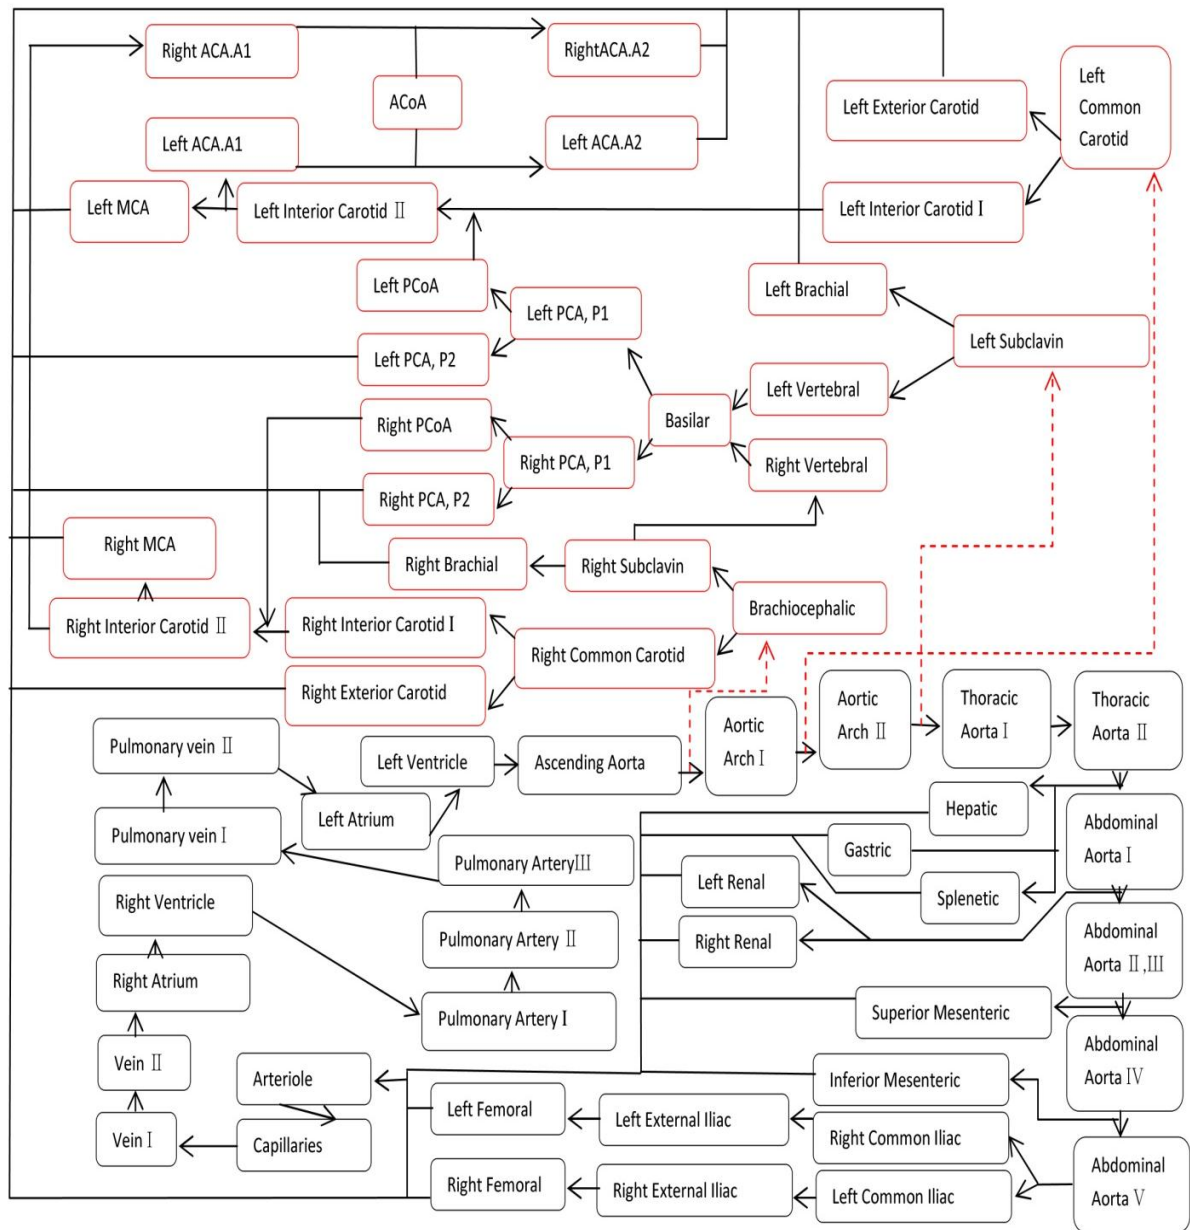 Right ACA.A1
RightACA.A2
ACoA
Left
Common
Carotid
Left Exterior Carotid
Left ACA.A1
Left ACA.A2
Left MCA
Left Interior Carotid Ⅱ
Left Interior Carotid I
Left PCoA
Left Brachial
Left PCA, P1
Left Subclavin
Left PCA, P2
Left Vertebral
Right PCoA
Basilar
Right PCA, P1
Right Vertebral
Right PCA, P2
Right MCA
Right Brachial
Right Subclavin
Brachiocephalic
Right Interior Carotid Ⅱ
Right Interior Carotid I
Right Common Carotid
Right Exterior Carotid
Aortic
Arch I
Aortic
Arch Ⅱ
Thoracic
Aorta I
Thoracic
Aorta Ⅱ
Pulmonary vein Ⅱ
Left Ventricle
Ascending Aorta
Left Atrium
Hepatic
Pulmonary vein I
Abdominal
Aorta I
Gastric
Pulmonary ArteryⅢ
Left Renal
Splenetic
Right Ventricle
Pulmonary Artery Ⅱ
Right Renal
Abdominal
Aorta Ⅱ,Ⅲ
Right Atrium
Pulmonary Artery I
Superior Mesenteric
Vein Ⅱ
Abdominal
Aorta Ⅳ
Arteriole
Inferior Mesenteric
Left Femoral
Left External Iliac
Right Common Iliac
Vein I
Capillaries
Right Femoral
Right External Iliac
Left Common Iliac
Abdominal
Aorta Ⅴ